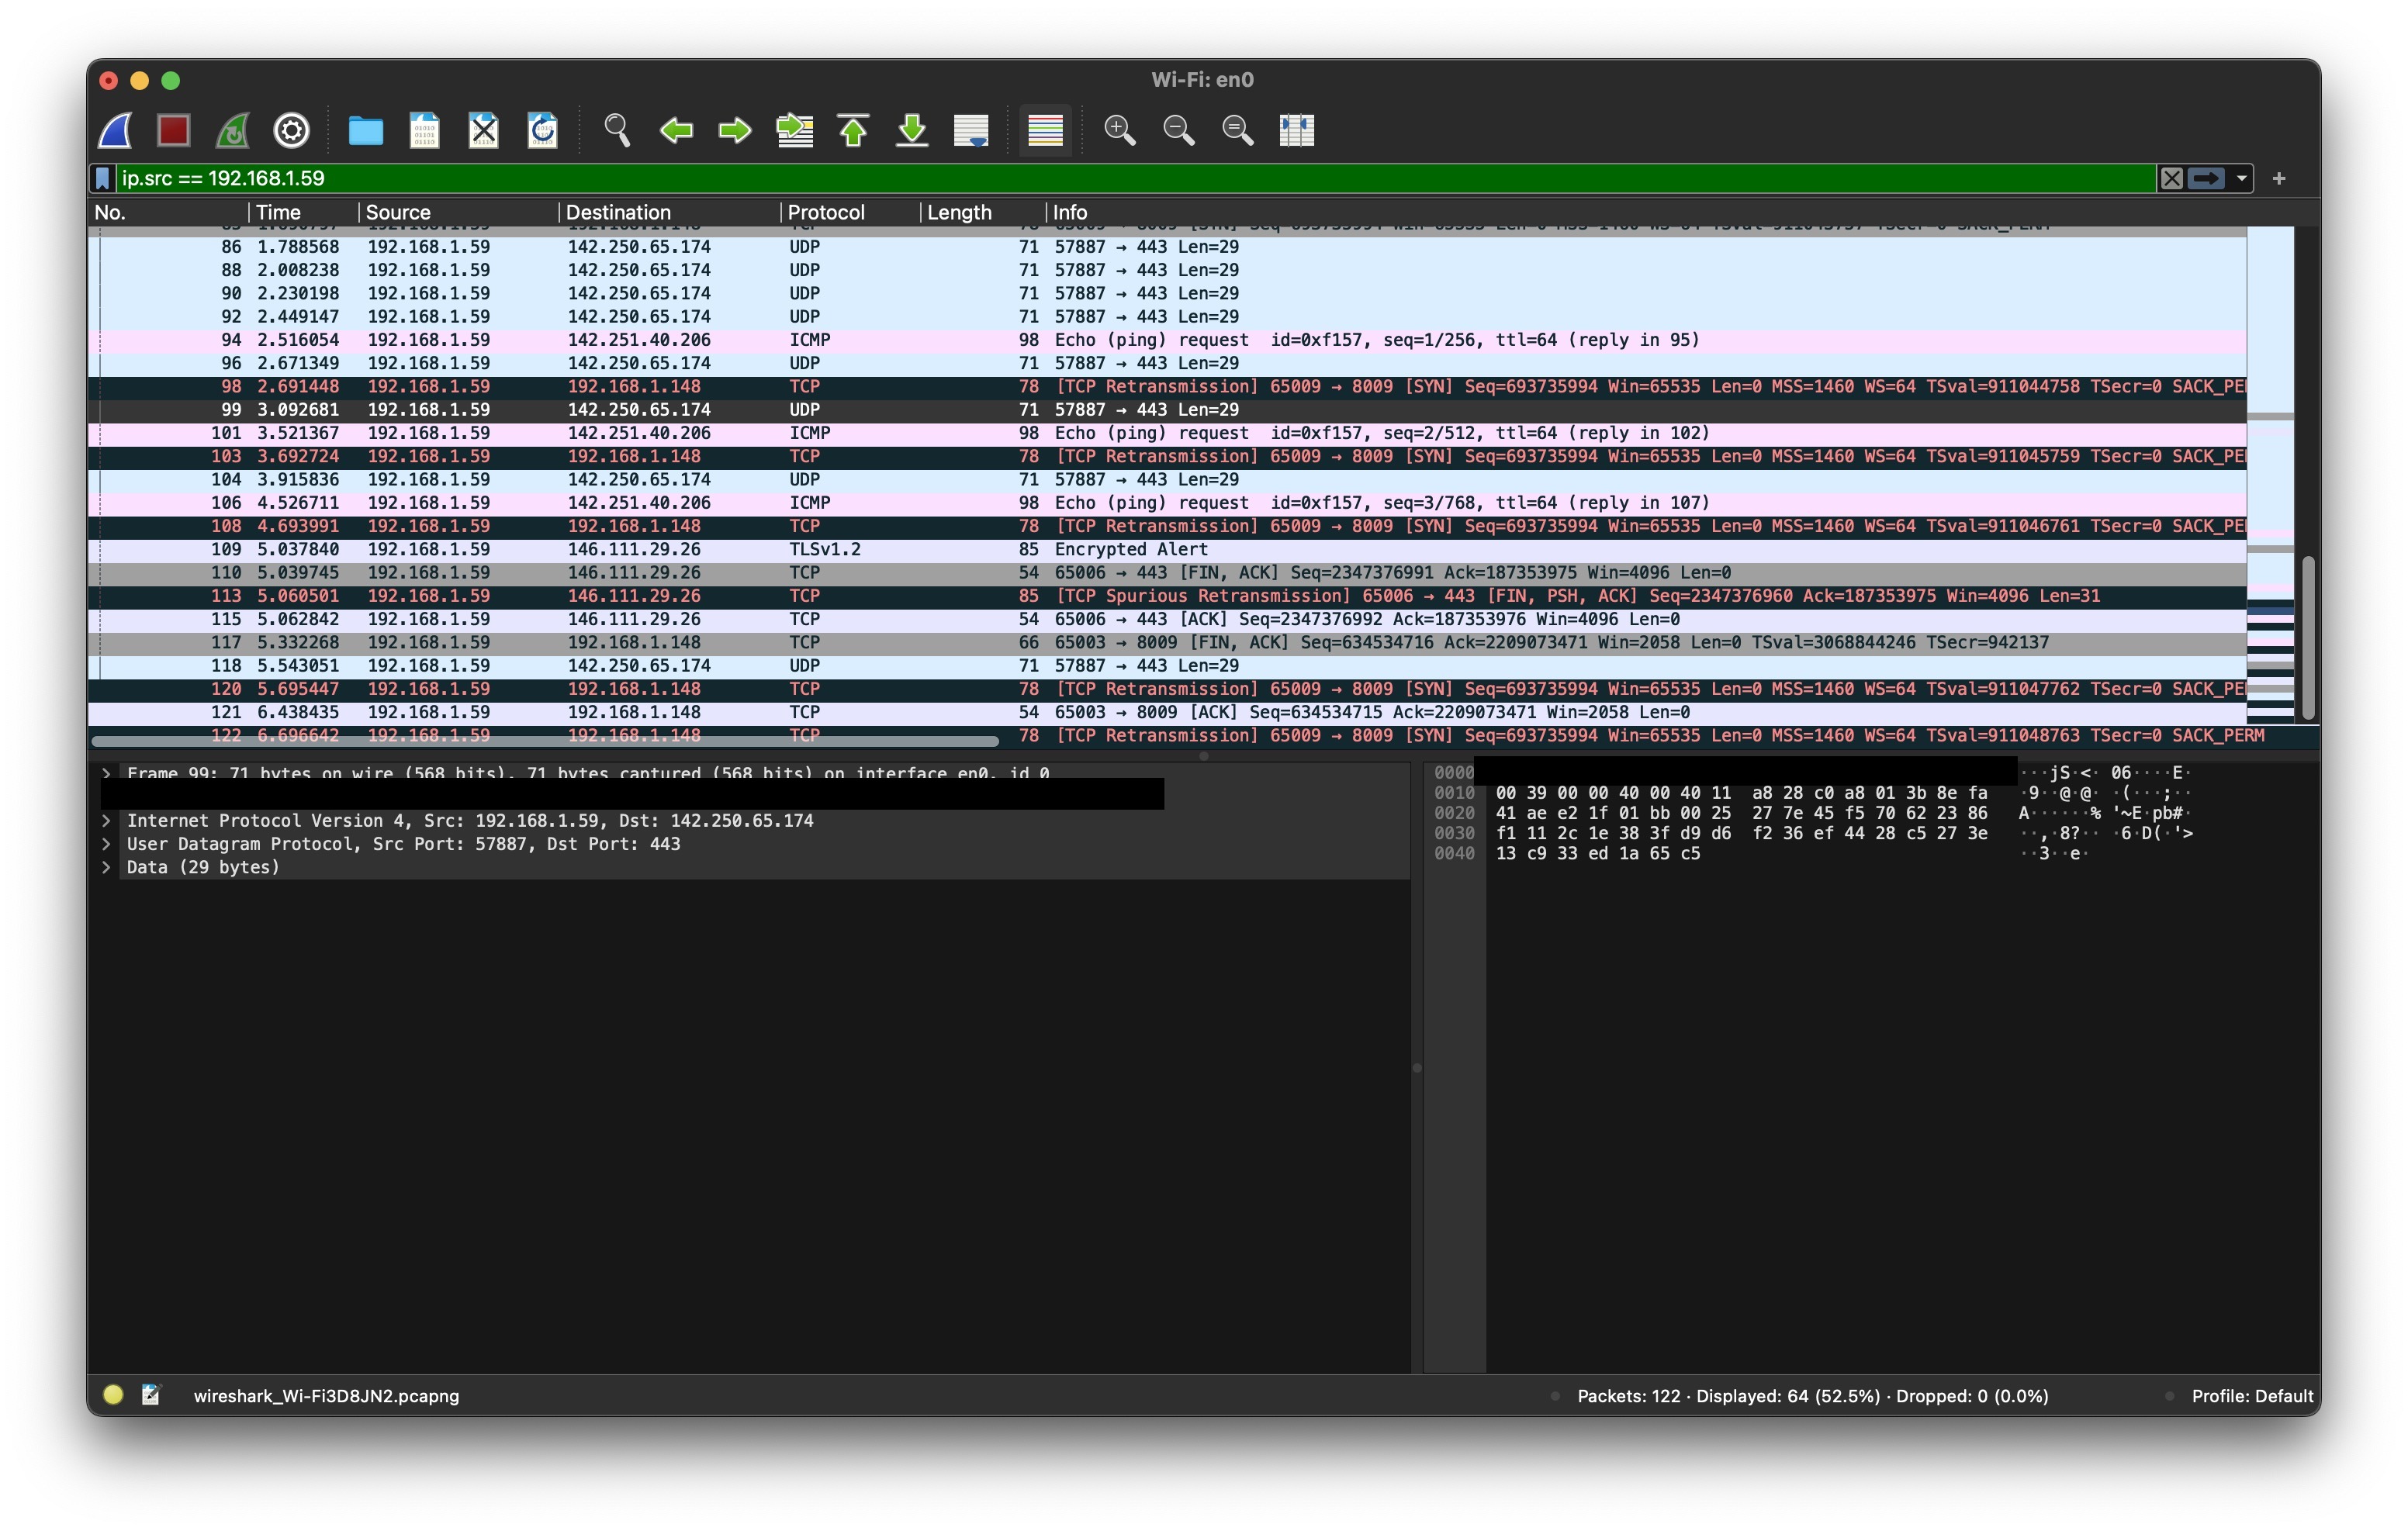 Wi-Fi: en0
ip.src == 192.168.1.59
No. Time Source Destination Protocol Length Info
86 1.788568 192.168.1.59 142.250.65.174 UDP 71 57887 → 443 Len=29
88 2.008238 192.168.1.59 142.250.65.174 UDP 71 57887 → 443 Len=29
90 2.230198 192.168.1.59 142.250.65.174 UDP 71 57887 → 443 Len=29
92 2.449147 192.168.1.59 142.250.65.174 UDP 71 57887 → 443 Len=29
94 2.516054 192.168.1.59 142.251.40.206 ICMP 98 Echo (ping) request id=0xf157, seq=1/256, ttl=64 (reply in 95)
96 2.671349 192.168.1.59 142.250.65.174 UDP 71 57887 → 443 Len=29
98 2.691448 192.168.1.59 192.168.1.148 TCP 78 [TCP Retransmission] 65009 → 8009 [SYN] Seq=693735994 Win=65535 Len=0 MSS=1460 WS=64 TSval=911044758 TSecr=0 SACK_PE
99 3.092681 192.168.1.59 142.250.65.174 UDP 71 57887 → 443 Len=29
101 3.521367 192.168.1.59 142.251.40.206 ICMP 98 Echo (ping) request id=0xf157, seq=2/512, ttl=64 (reply in 102)
103 3.692724 192.168.1.59 192.168.1.148 TCP 78 [TCP Retransmission] 65009 → 8009 [SYN] Seq=693735994 Win=65535 Len=0 MSS=1460 WS=64 TSval=911045759 TSecr=0 SACK_PE
104 3.915836 192.168.1.59 142.250.65.174 UDP 71 57887 → 443 Len=29
106 4.526711 192.168.1.59 142.251.40.206 ICMP 98 Echo (ping) request id=0xf157, seq=3/768, ttl=64 (reply in 107)
108 4.693991 192.168.1.59 192.168.1.148 TCP 78 [TCP Retransmission] 65009 → 8009 [SYN] Seq=693735994 Win=65535 Len=0 MSS=1460 WS=64 TSval=911046761 TSecr=0 SACK_PE
109 5.037840 192.168.1.59 146.111.29.26 TLSv1.2 85 Encrypted Alert
110 5.039745 192.168.1.59 146.111.29.26 TCP 54 65006 → 443 [FIN, ACK] Seq=2347376991 Ack=187353975 Win=4096 Len=0
113 5.060501 192.168.1.59 146.111.29.26 TCP 85 [TCP Spurious Retransmission] 65006 → 443 [FIN, PSH, ACK] Seq=2347376960 Ack=187353975 Win=4096 Len=31
115 5.062842 192.168.1.59 146.111.29.26 TCP 54 65006 → 443 [ACK] Seq=2347376992 Ack=187353976 Win=4096 Len=0
117 5.332268 192.168.1.59 192.168.1.148 TCP 66 65003 → 8009 [FIN, ACK] Seq=634534716 Ack=2209073471 Win=2058 Len=0 TSval=3068844246 TSecr=942137
118 5.543051 192.168.1.59 142.250.65.174 UDP 71 57887 → 443 Len=29
120 5.695447 192.168.1.59 192.168.1.148 TCP 78 [TCP Retransmission] 65009 → 8009 [SYN] Seq=693735994 Win=65535 Len=0 MSS=1460 WS=64 TSval=911047762 TSecr=0 SACK_PE
121 6.438435 192.168.1.59 192.168.1.148 TCP 54 65003 → 8009 [ACK] Seq=634534715 Ack=2209073471 Win=2058 Len=0
122 6.696642 192.168.1.59 192.168.1.148 TCP 78 [TCP Retransmission] 65009 → 8009 [SYN] Seq=693735994 Win=65535 Len=0 MSS=1460 WS=64 TSval=911048763 TSecr=0 SACK_PERM
Frame 99: 71 bytes on wire (568 bits), 71 bytes captured (568 bits) on interface en0, id 0
Internet Protocol Version 4, Src: 192.168.1.59, Dst: 142.250.65.174
User Datagram Protocol, Src Port: 57887, Dst Port: 443
Data (29 bytes)
0000 ···jS·<· 06····E·
0010 00 39 00 00 40 00 40 11 a8 28 c0 a8 01 3b 8e fa ·9··@·@· ·(···;··
0020 41 ae e2 1f 01 bb 00 25 27 7e 45 f5 70 62 23 86 A······% '~E·pb#·
0030 f1 11 2c 1e 38 3f d9 d6 f2 36 ef 44 28 c5 27 3e ··,·8?·· ·6·D(·'>
0040 13 c9 33 ed 1a 65 c5 ··3··e·
wireshark_Wi-Fi3D8JN2.pcapng
Packets: 122 · Displayed: 64 (52.5%) · Dropped: 0 (0.0%)
Profile: Default